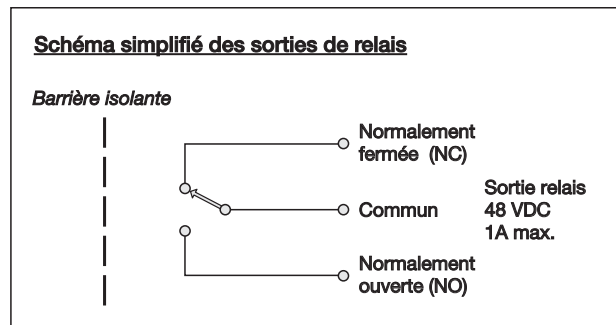 Schéma simplifié des sorties de relais
Barrière isolante
Normalement
fermée (NC)
Commun
Sortie relais
48 VDC
1A max.
Normalement
ouverte (NO)